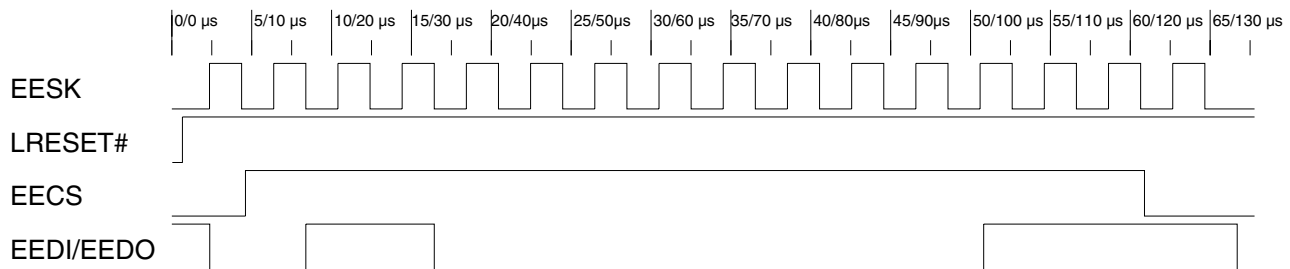 0/0 µs 5/10 µs 10/20 µs 15/30 µs 20/40µs 25/50µs 30/60 µs 35/70 µs 40/80 µs 45/90µs 50/100 µs 55/110 µs 60/120 µs 65/130 µs
EESK
LRESET#
EECS
EEDI/EEDO